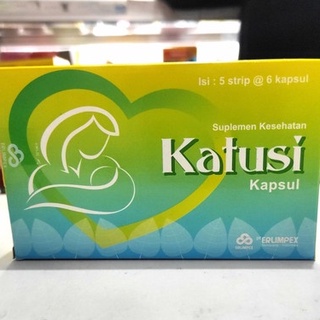 Isi : 5 strip @ 6 kapsul
Suplemen Kesehatan
Katusi
Kapsul
ERLIMPEX